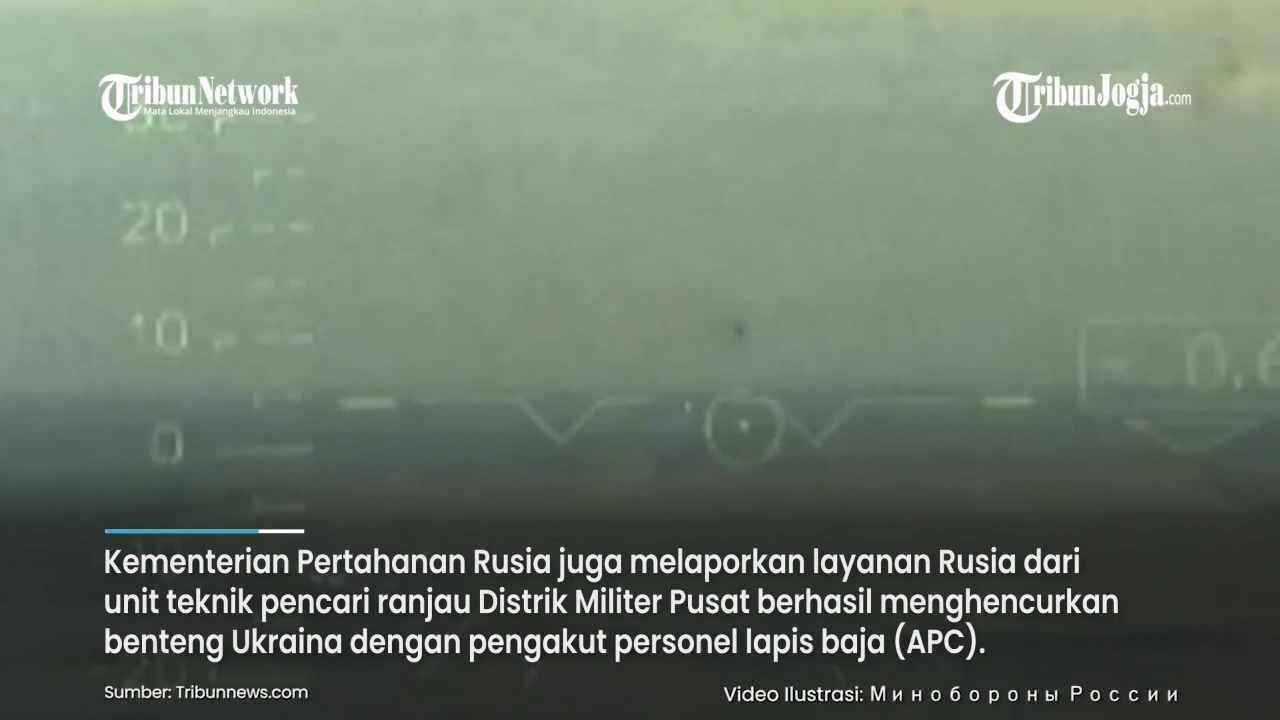 TribunNetwork
Mata Lokal Menjangkau Indonesia
TribunJogja.com
20
10
0
Kementerian Pertahanan Rusia juga melaporkan layanan Rusia dari
unit teknik pencari ranjau Distrik Militer Pusat berhasil menghencurkan
benteng Ukraina dengan pengakut personel lapis baja (APC).
Sumber: Tribunnews.com
Video Ilustrasi: Минобороны России